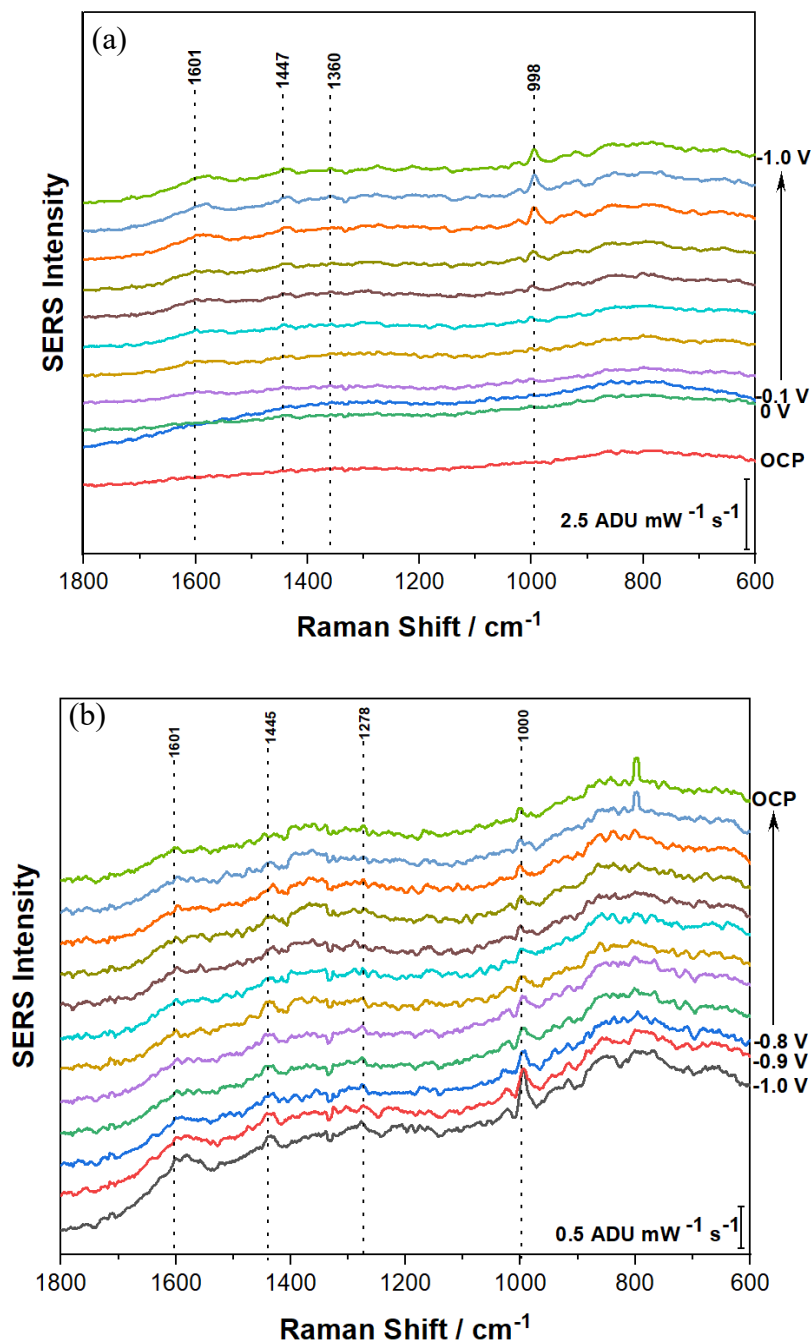 (a)
1601
1447
1360
998
-1.0 V
-0.1 V
0 V
OCP
2.5 ADU mW -1 s-1
SERS Intensity
1800 1600 1400 1200 1000 800 600
Raman Shift / cm-1
(b)
1601
1445
1278
1000
OCP
-0.8 V
-0.9 V
-1.0 V
0.5 ADU mW -1 s-1
SERS Intensity
1800 1600 1400 1200 1000 800 600
Raman Shift / cm-1